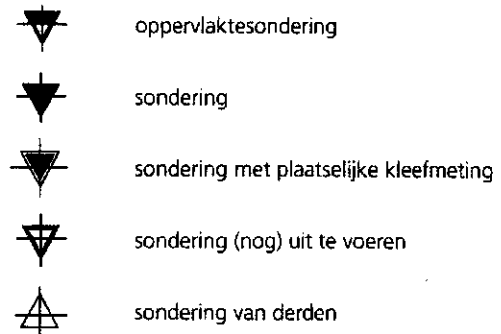 oppervlaktesondering
sondering
sondering met plaatselijke kleefmeting
sondering (nog) uit te voeren
sondering van derden